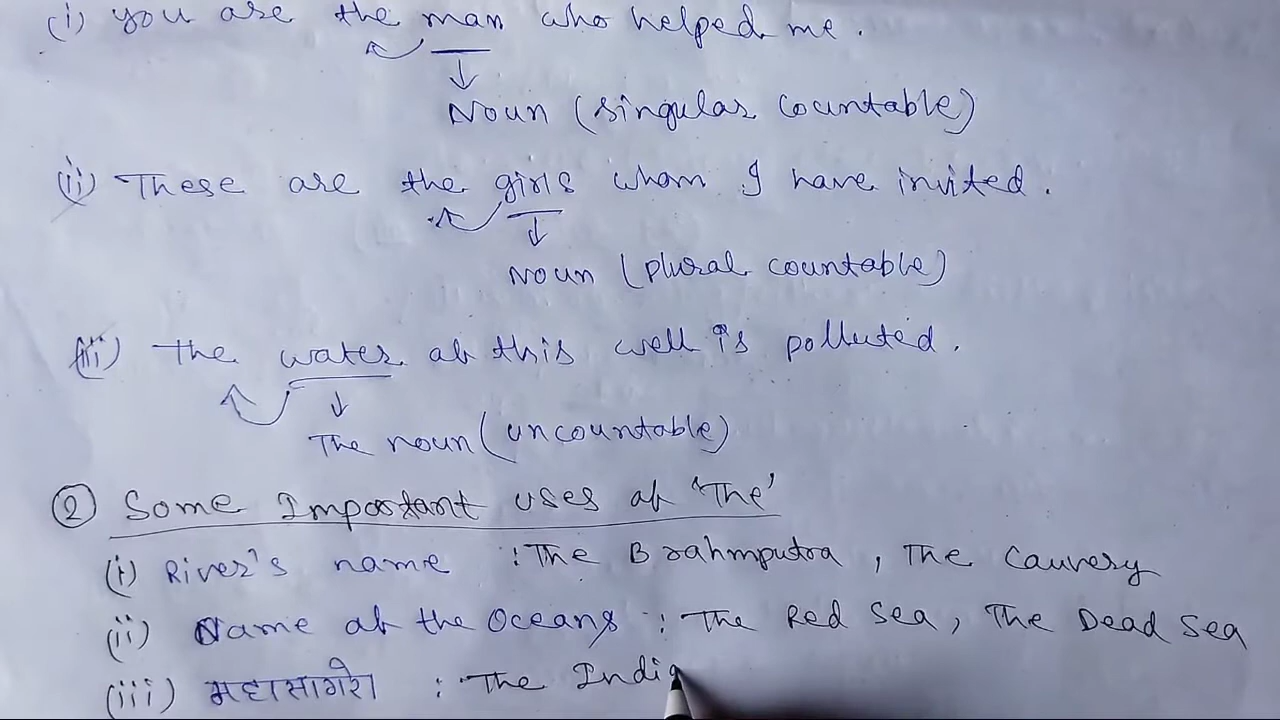 (i) you are the man who helped me.
Noun (singular countable)
(ii) These are the girls whom I have invited.
Noun (plural countable)
(iii) The water of this well is polluted.
The noun (uncountable)
② Some Important uses of 'The'
(i) River's name : The Brahmputra, The Cauvery
(ii) Name of the Oceans : The Red Sea, The Dead Sea
(iii) महासागरो : The India